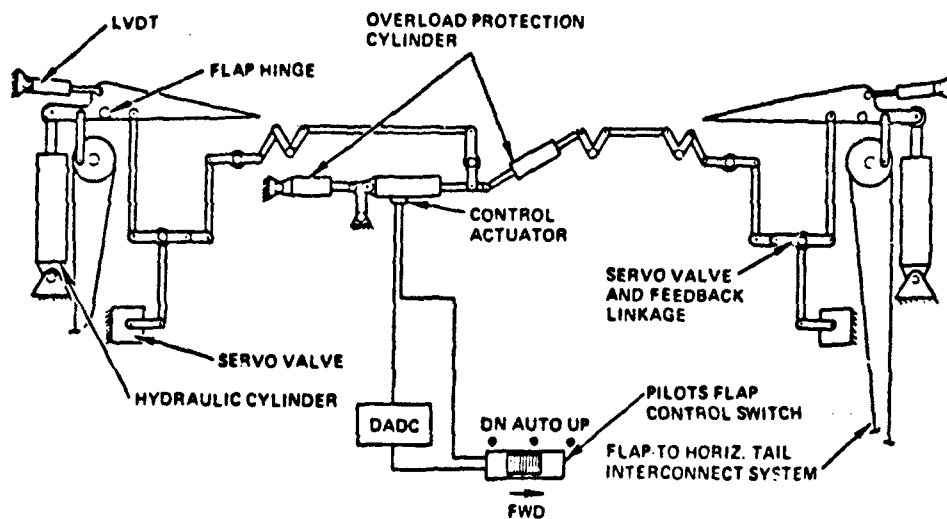 LVDT
OVERLOAD PROTECTION
CYLINDER
FLAP HINGE
CONTROL
ACTUATOR
SERVO VALVE
AND FEEDBACK
LINKAGE
SERVO VALVE
HYDRAULIC CYLINDER
DADC
DN AUTO UP
PILOTS FLAP
CONTROL SWITCH
FLAP-TO HORIZ. TAIL
INTERCONNECT SYSTEM
FWD